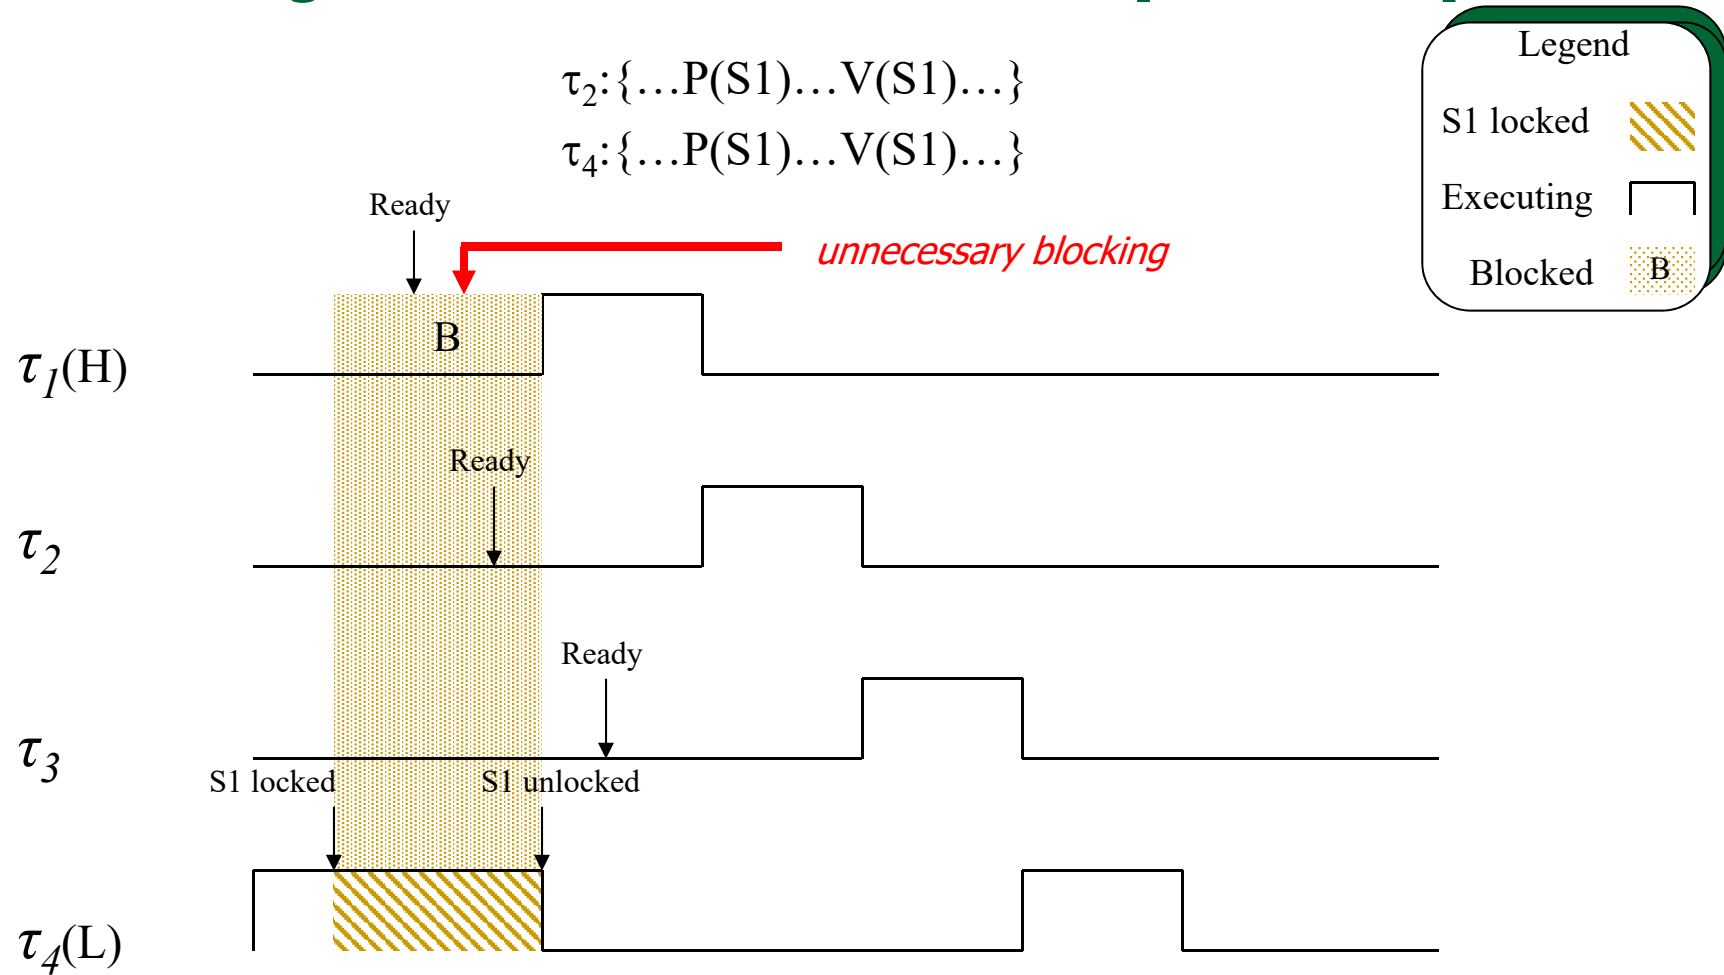 Legend
τ2:{…P(S1)…V(S1)…}
S1 locked
τ4:{…P(S1)…V(S1)…}
Executing
Ready
unnecessary blocking
Blocked B
B
τ1(H)
Ready
τ2
Ready
τ3
S1 locked
S1 unlocked
τ4(L)